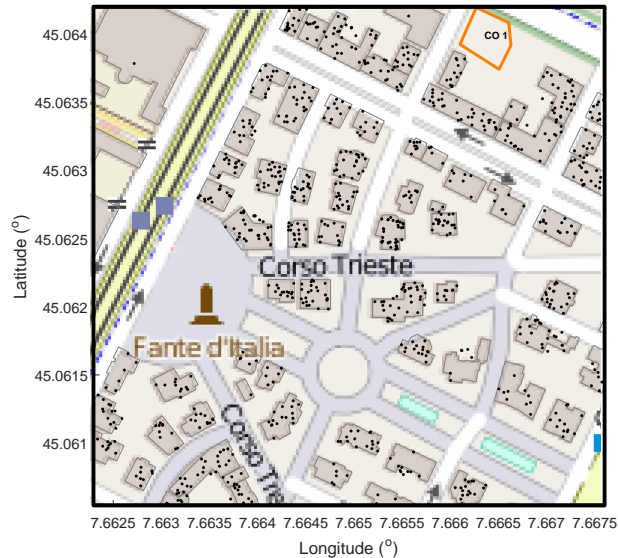 45.064
CO 1
45.0635
45.063
45.0625
Corso Trieste
45.062
Fante d'Italia
45.0615
Corso Trie
45.061
7.6625 7.663 7.6635 7.664 7.6645 7.665 7.6655 7.666 7.6665 7.667 7.6675
Latitude (°)
Longitude (°)